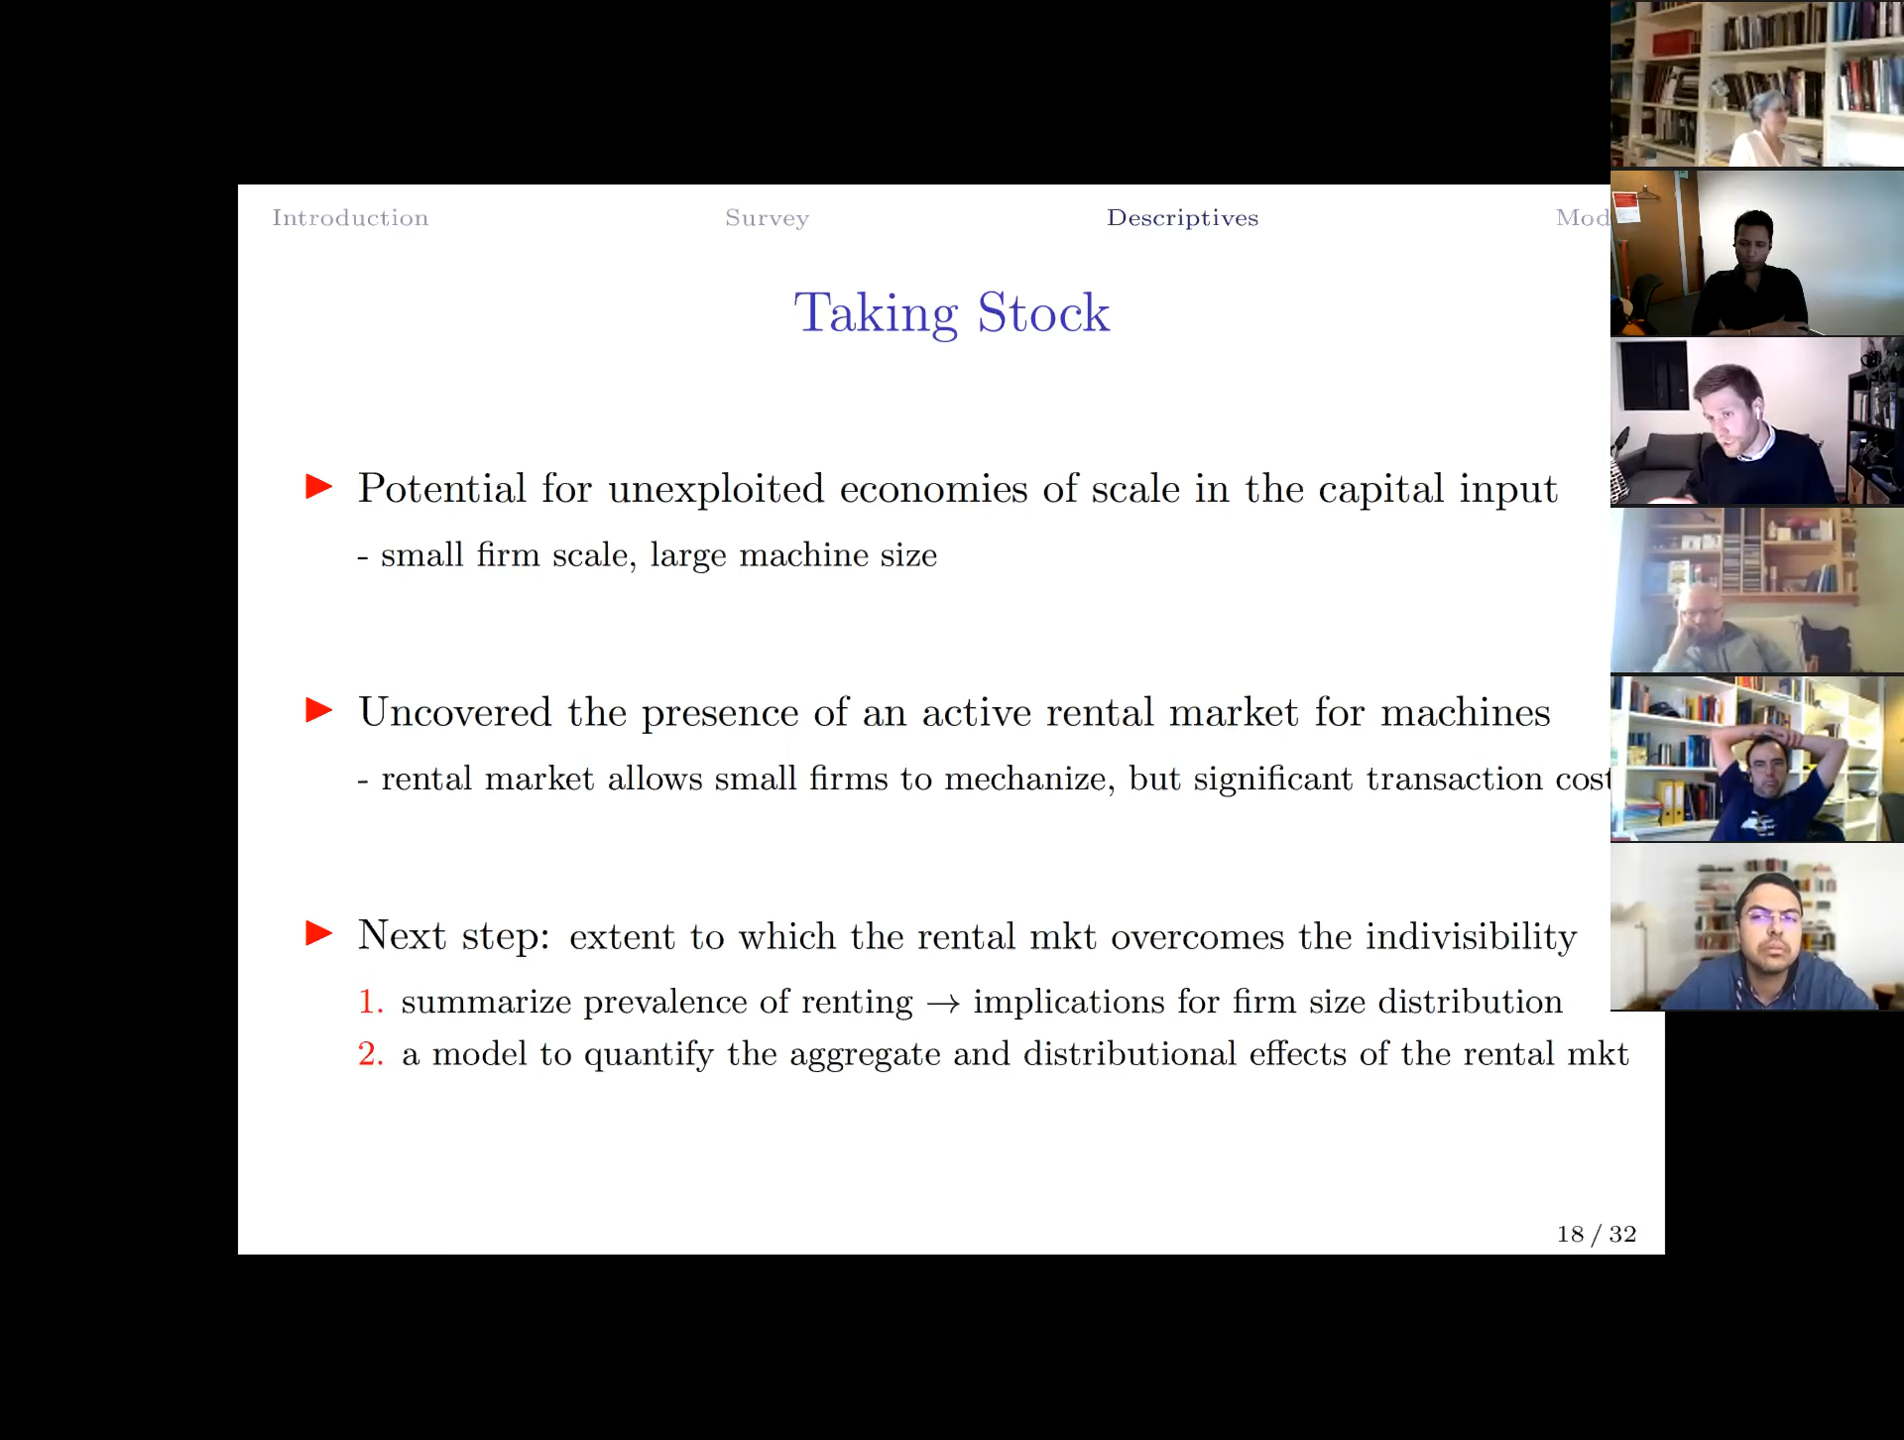 Introduction Survey Descriptives Mod
Taking Stock
▶ Potential for unexploited economies of scale in the capital input
- small firm scale, large machine size
▶ Uncovered the presence of an active rental market for machines
- rental market allows small firms to mechanize, but significant transaction cost
▶ Next step: extent to which the rental mkt overcomes the indivisibility
1. summarize prevalence of renting → implications for firm size distribution
2. a model to quantify the aggregate and distributional effects of the rental mkt
18 / 32